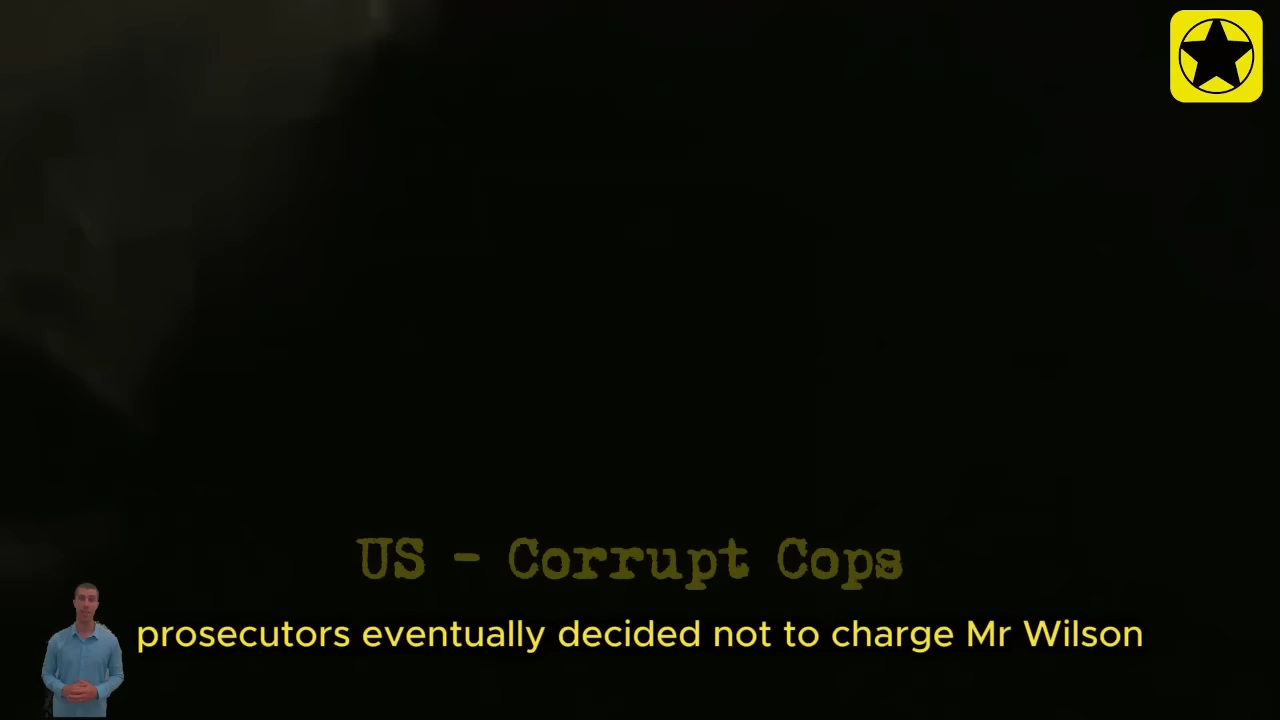 US - Corrupt Cops
prosecutors eventually decided not to charge Mr Wilson